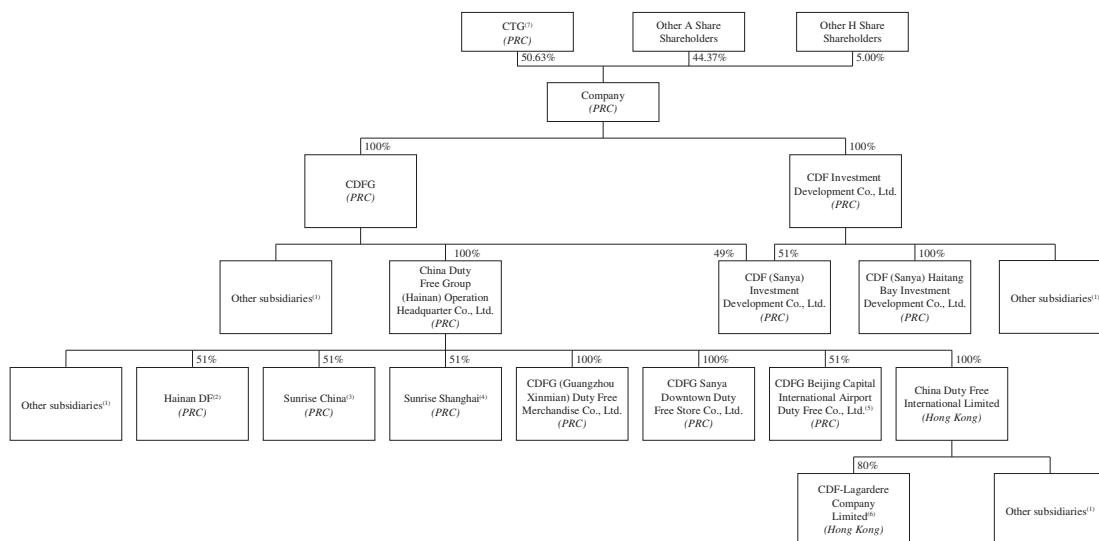 CTG(7)
(PRC)
Other A Share
Shareholders
Other H Share
Shareholders
50.63%
44.37%
5.00%
Company
(PRC)
100%
100%
CDFG
(PRC)
CDF Investment
Development Co., Ltd.
(PRC)
100%
49%
51%
100%
Other subsidiaries(1)
China Duty
Free Group
(Hainan) Operation
Headquarter Co., Ltd.
(PRC)
CDF (Sanya)
Investment
Development Co., Ltd.
(PRC)
CDF (Sanya) Haitang
Bay Investment
Development Co., Ltd.
(PRC)
Other subsidiaries(1)
51%
51%
51%
100%
100%
51%
100%
Other subsidiaries(1)
Hainan DF(2)
(PRC)
Sunrise China(3)
(PRC)
Sunrise Shanghai(4)
(PRC)
CDFG (Guangzhou
Xinmian) Duty Free
Merchandise Co., Ltd.
(PRC)
CDFG Sanya
Downtown Duty
Free Store Co., Ltd.
(PRC)
CDFG Beijing Capital
International Airport
Duty Free Co., Ltd.(5)
(PRC)
China Duty Free
International Limited
(Hong Kong)
80%
CDF-Lagardere
Company
Limited(6)
(Hong Kong)
Other subsidiaries(1)